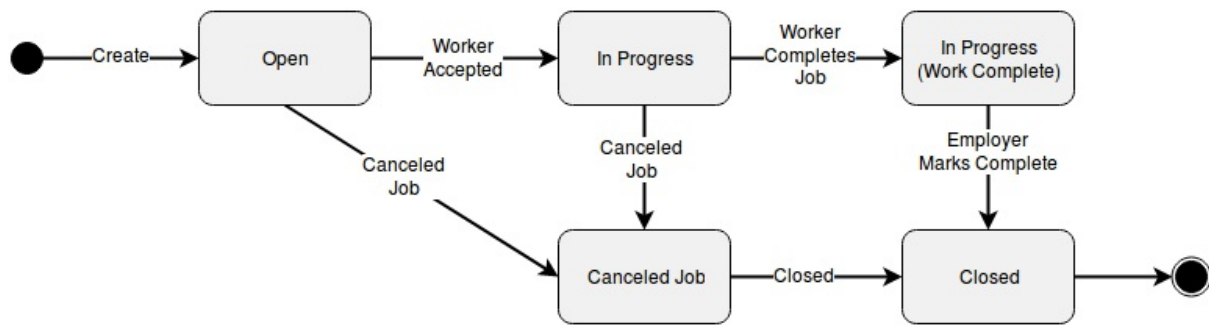 Create
Open
Worker
Accepted
In Progress
Worker
Completes
Job
In Progress
(Work Complete)
Canceled
Job
Canceled
Job
Employer
Marks Complete
Canceled Job
Closed
Closed